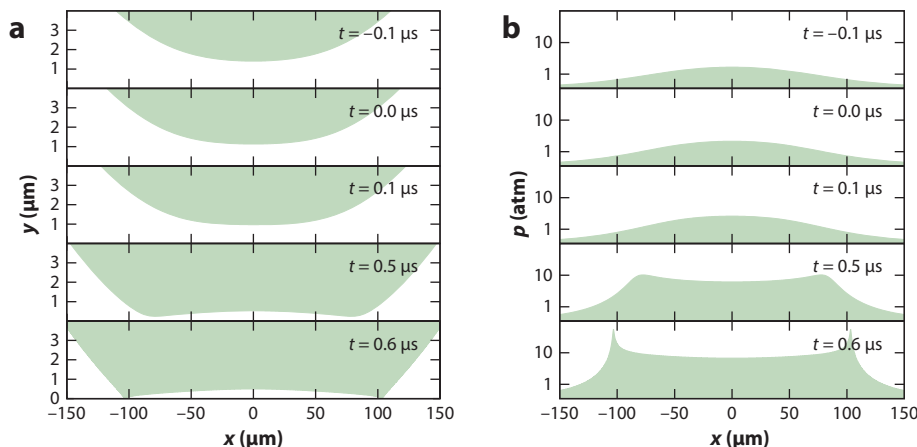 a
y (µm)
3
2
1
t = –0.1 µs
3
2
1
t = 0.0 µs
3
2
1
t = 0.1 µs
3
2
1
t = 0.5 µs
3
2
1
0
t = 0.6 µs
–150 –100 –50 0 50 100 150
x (µm)
b
p (atm)
10
1
t = –0.1 µs
10
1
t = 0.0 µs
10
1
t = 0.1 µs
10
1
t = 0.5 µs
10
1
t = 0.6 µs
–150 –100 –50 0 50 100 150
x (µm)